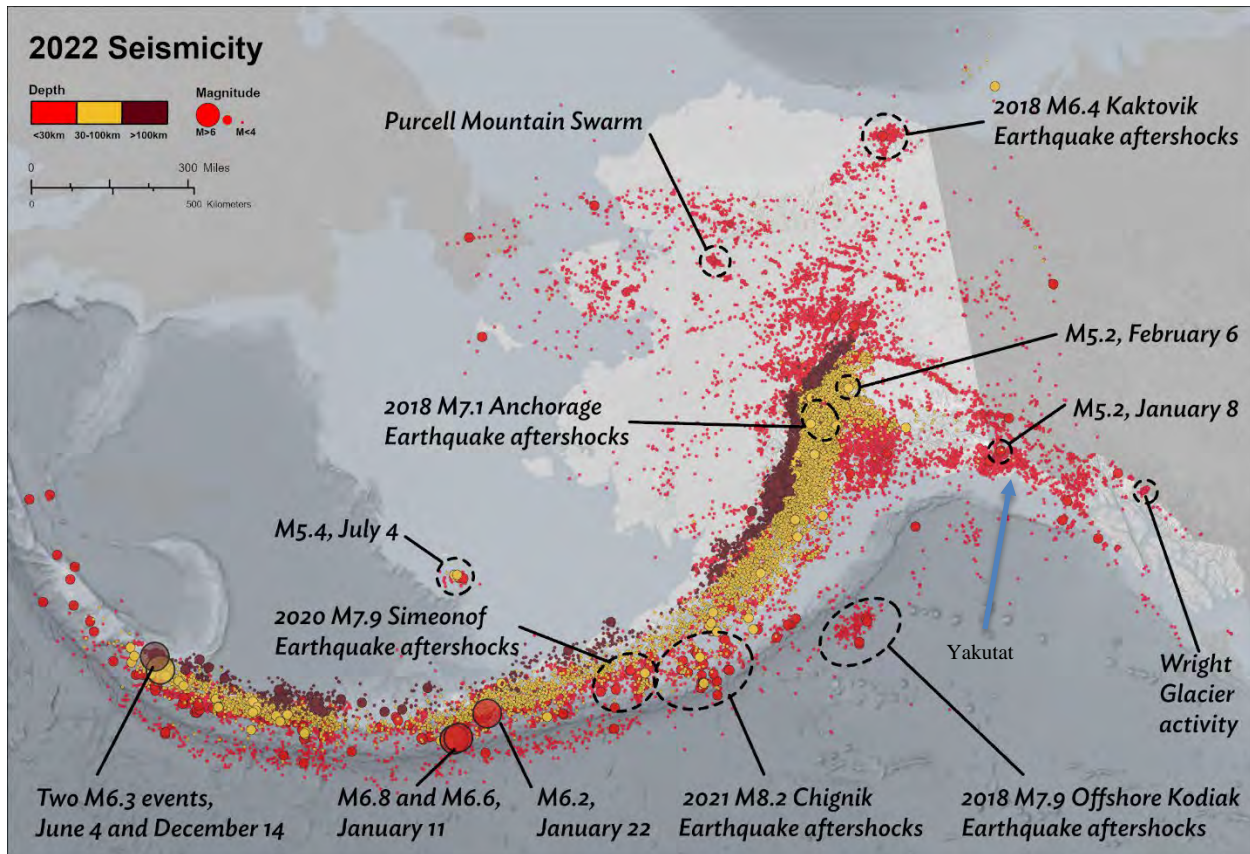 2022 Seismicity
Depth
Magnitude
<30km 30-100km >100km
M>6 M<4
0 300 Miles
0 500 Kilometers
Purcell Mountain Swarm
2018 M6.4 Kaktovik
Earthquake aftershocks
M5.2, February 6
M5.2, January 8
2018 M7.1 Anchorage
Earthquake aftershocks
M5.4, July 4
2020 M7.9 Simeonof
Earthquake aftershocks
Yakutat
Wright
Glacier
activity
Two M6.3 events,
June 4 and December 14
M6.8 and M6.6,
January 11
M6.2,
January 22
2021 M8.2 Chignik
Earthquake aftershocks
2018 M7.9 Offshore Kodiak
Earthquake aftershocks